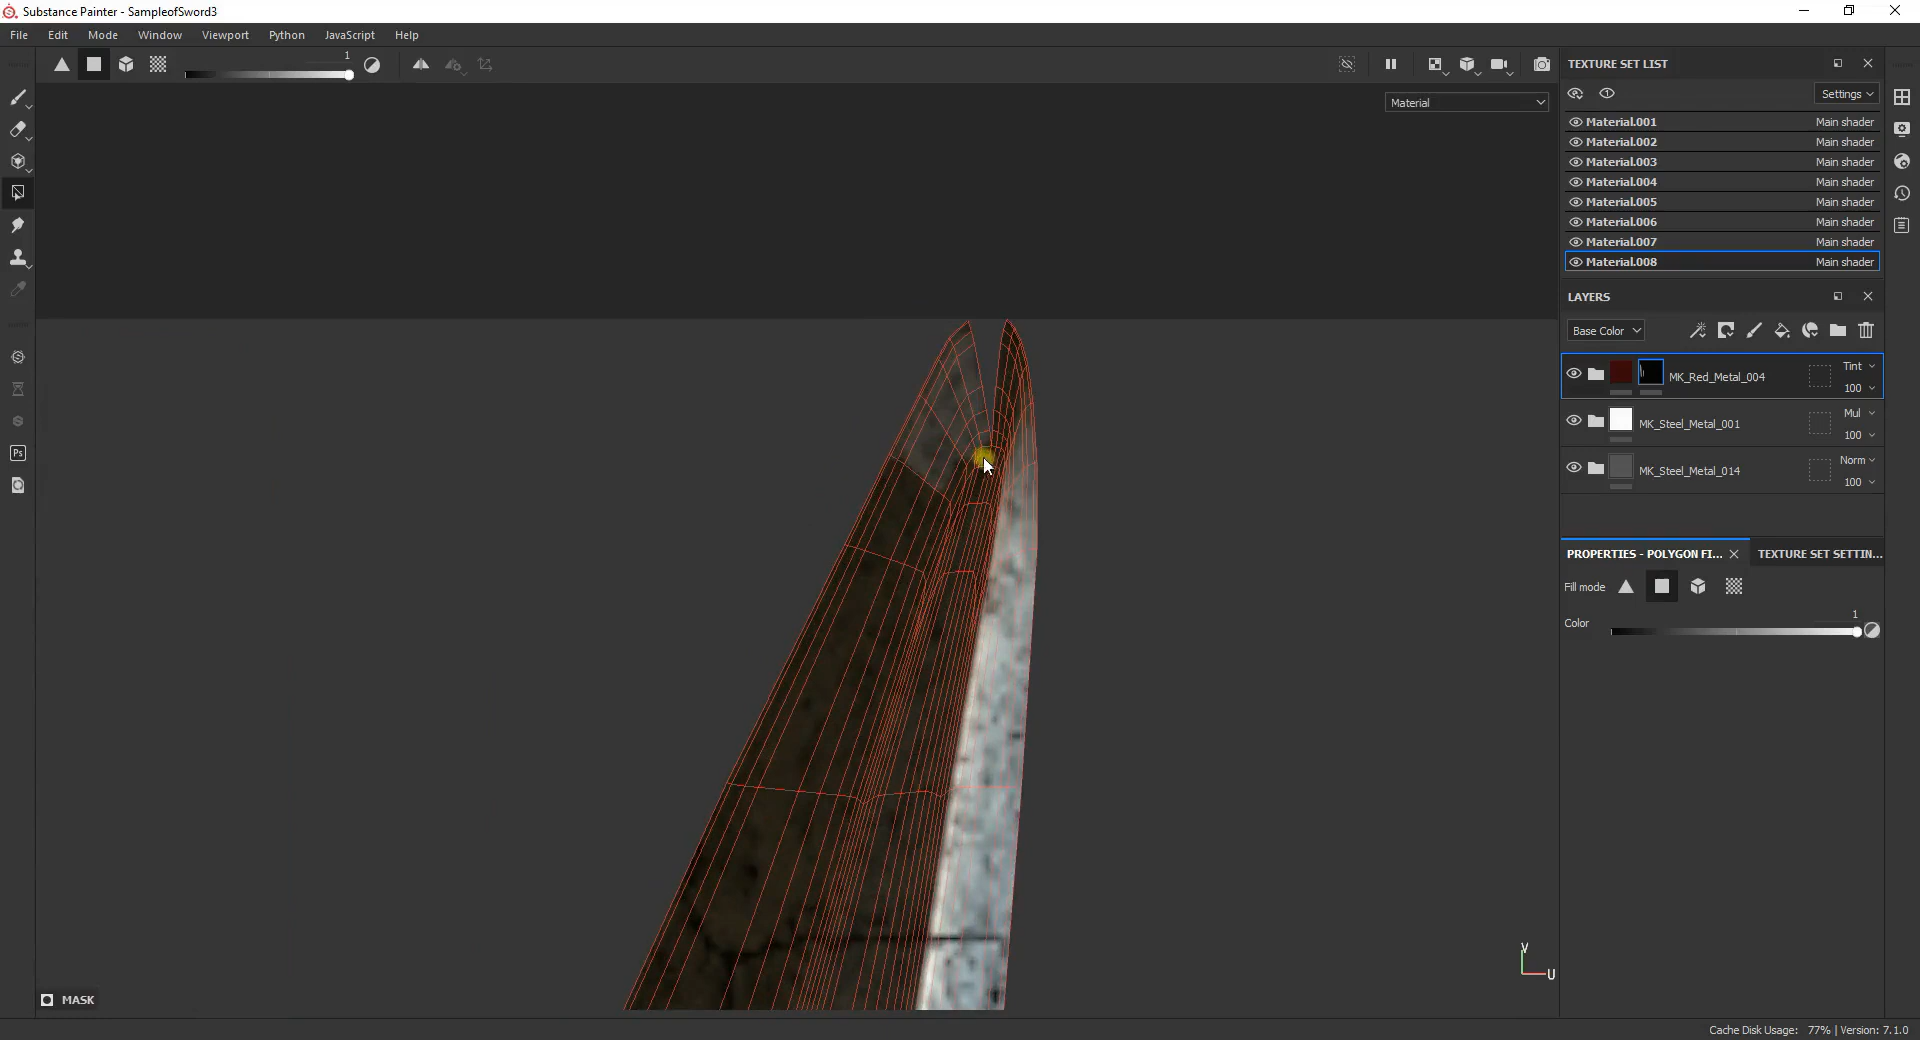 Substance Painter - SampleofSword3
File Edit Mode Window Viewport Python JavaScript Help
1
Material
TEXTURE SET LIST
Settings
Material.001 Main shader
Material.002 Main shader
Material.003 Main shader
Material.004 Main shader
Material.005 Main shader
Material.006 Main shader
Material.007 Main shader
Material.008 Main shader
LAYERS
Base Color
MK_Red_Metal_004 Tint 100
MK_Steel_Metal_001 Mul 100
MK_Steel_Metal_014 Norm 100
PROPERTIES - POLYGON FI... TEXTURE SET SETTIN...
Fill mode
Color 1
Ps
V
U
MASK
Cache Disk Usage: 77% | Version: 7.1.0